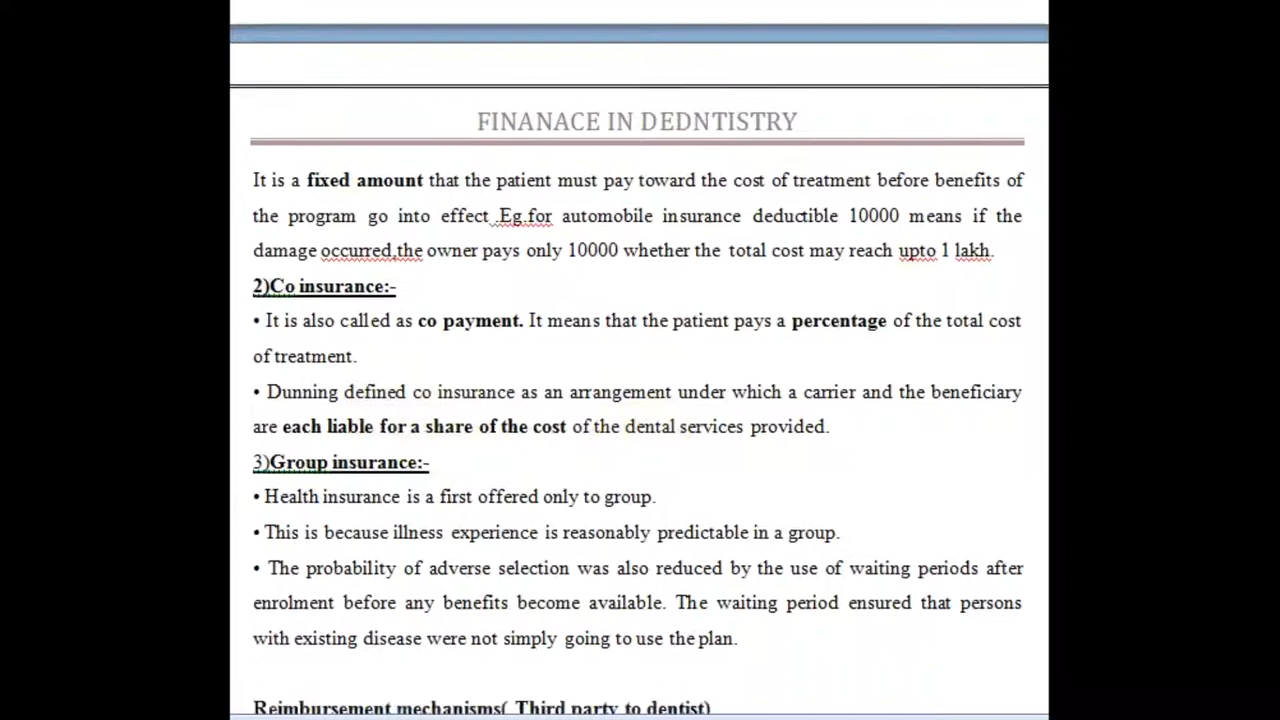 FINANACE IN DEDNTISTRY
It is a fixed amount that the patient must pay toward the cost of treatment before benefits of
the program go into effect .Eg.for automobile insurance deductible 10000 means if the
damage occurred,the owner pays only 10000 whether the total cost may reach upto 1 lakh.
2)Co insurance:-
• It is also called as co payment. It means that the patient pays a percentage of the total cost
of treatment.
• Dunning defined co insurance as an arrangement under which a carrier and the beneficiary
are each liable for a share of the cost of the dental services provided.
3)Group insurance:-
• Health insurance is a first offered only to group.
• This is because illness experience is reasonably predictable in a group.
• The probability of adverse selection was also reduced by the use of waiting periods after
enrolment before any benefits become available. The waiting period ensured that persons
with existing disease were not simply going to use the plan.
Reimbursement mechanisms( Third party to dentist)